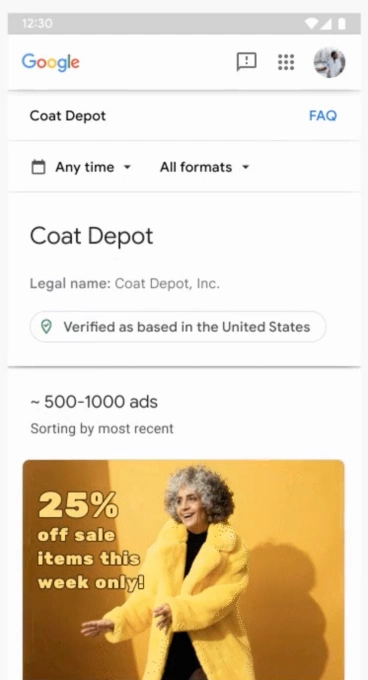 12:30
Google
Coat Depot FAQ
Any time All formats
Coat Depot
Legal name: Coat Depot, Inc.
Verified as based in the United States
~ 500-1000 ads
Sorting by most recent
25%
off sale
items this
week only!